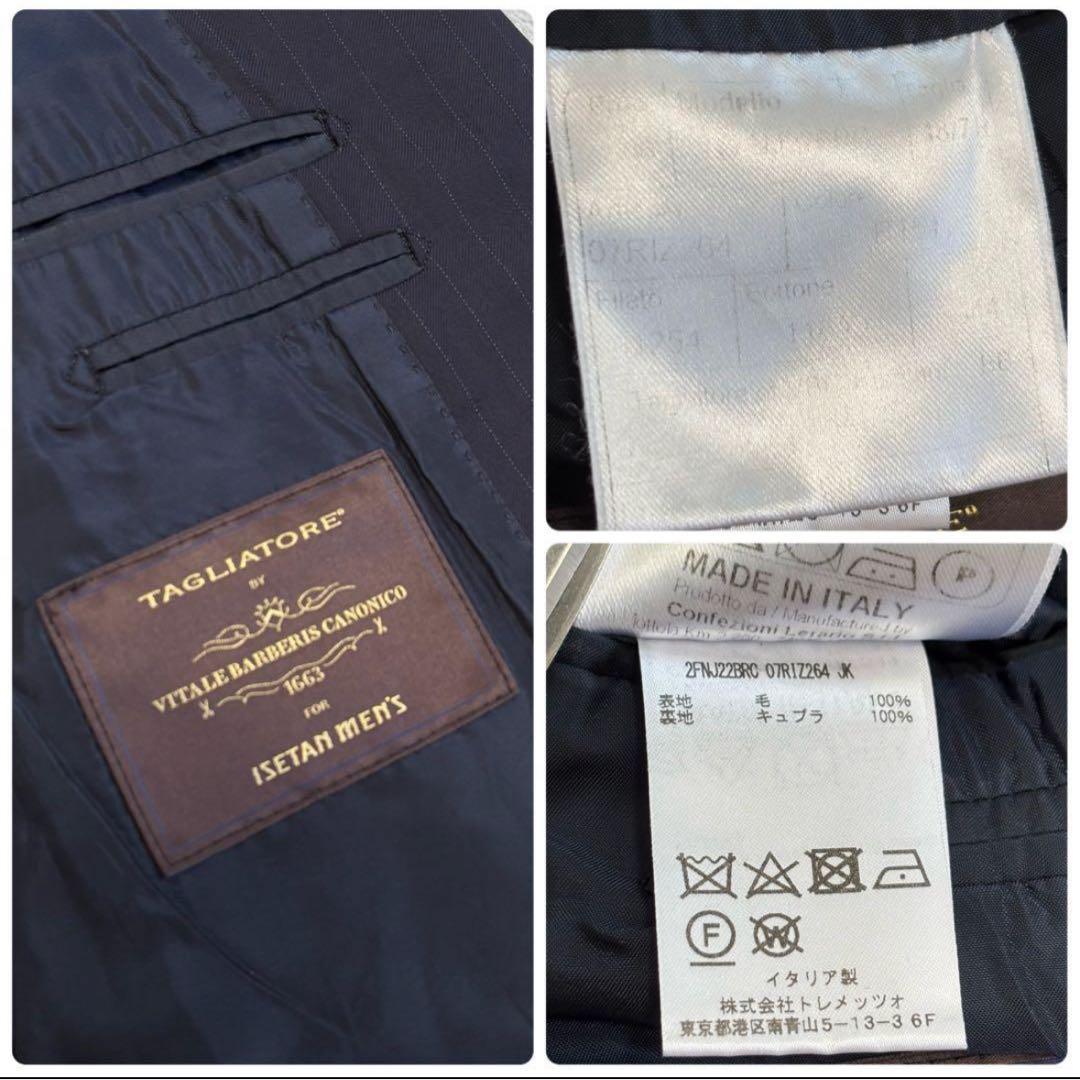 TAGLIATORE®
BY
VITALE BARBERIS CANONICO
1663
FOR
ISETAN MEN'S
07RIZ264
Filato
Bottone
MADE IN ITALY
Prodotto da / Manufactured by
Confezioni Lerario
2FNJ22BRC 07RIZ264 JK
表地 毛 100%
裏地 キュプラ 100%
P
F
W
イタリア製
株式会社トレメッツォ
東京都港区南青山5-13-3 6F